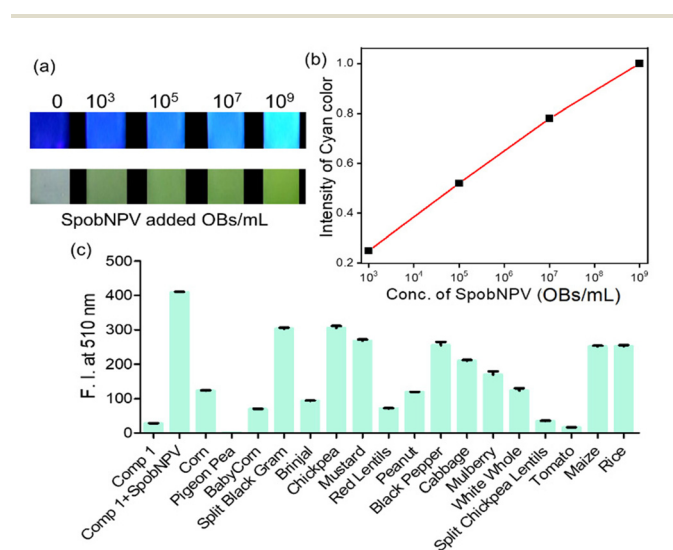 (a)
0 10³ 10⁵ 10⁷ 10⁹
SpobNPV added OBs/mL
(b)
Intensity of Cyan color
1.0
0.8
0.6
0.4
0.2
10³ 10⁴ 10⁵ 10⁶ 10⁷ 10⁸ 10⁹
Conc. of SpobNPV (OBs/mL)
(c)
F. I. at 510 nm
500
400
300
200
100
0
Comp 1
Comp 1+SpobNPV
Corn
Pigeon Pea
BabyCorn
Split Black Gram
Brinjal
Chickpea
Mustard
Red Lentils
Peanut
Black Pepper
Cabbage
Mulberry
White Whole
Split Chickpea Lentils
Tomato
Maize
Rice